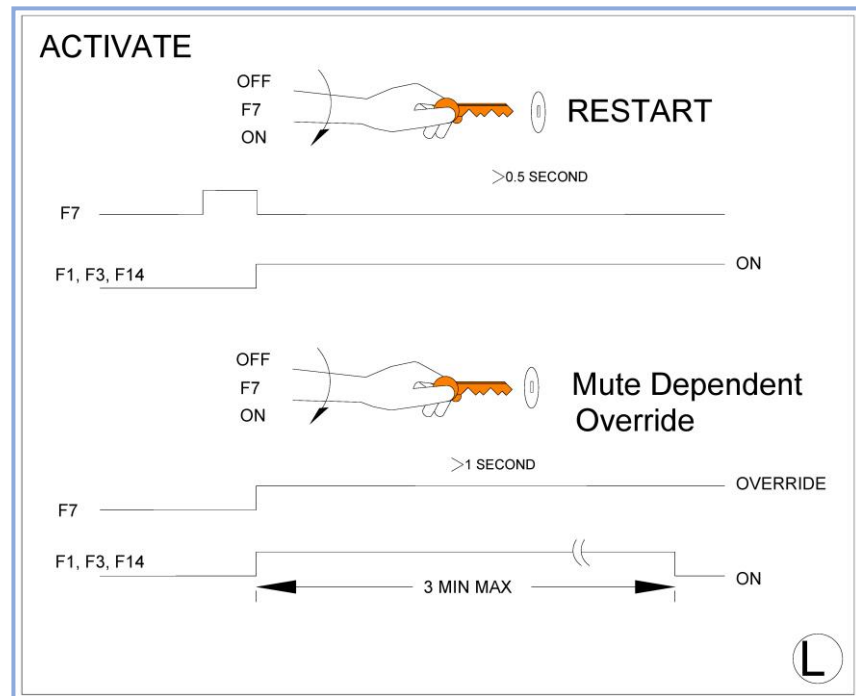 ACTIVATE
OFF
F7
ON
RESTART
>0.5 SECOND
F7
F1, F3, F14
ON
OFF
F7
ON
Mute Dependent
Override
>1 SECOND
OVERRIDE
F7
F1, F3, F14
3 MIN MAX
ON
L